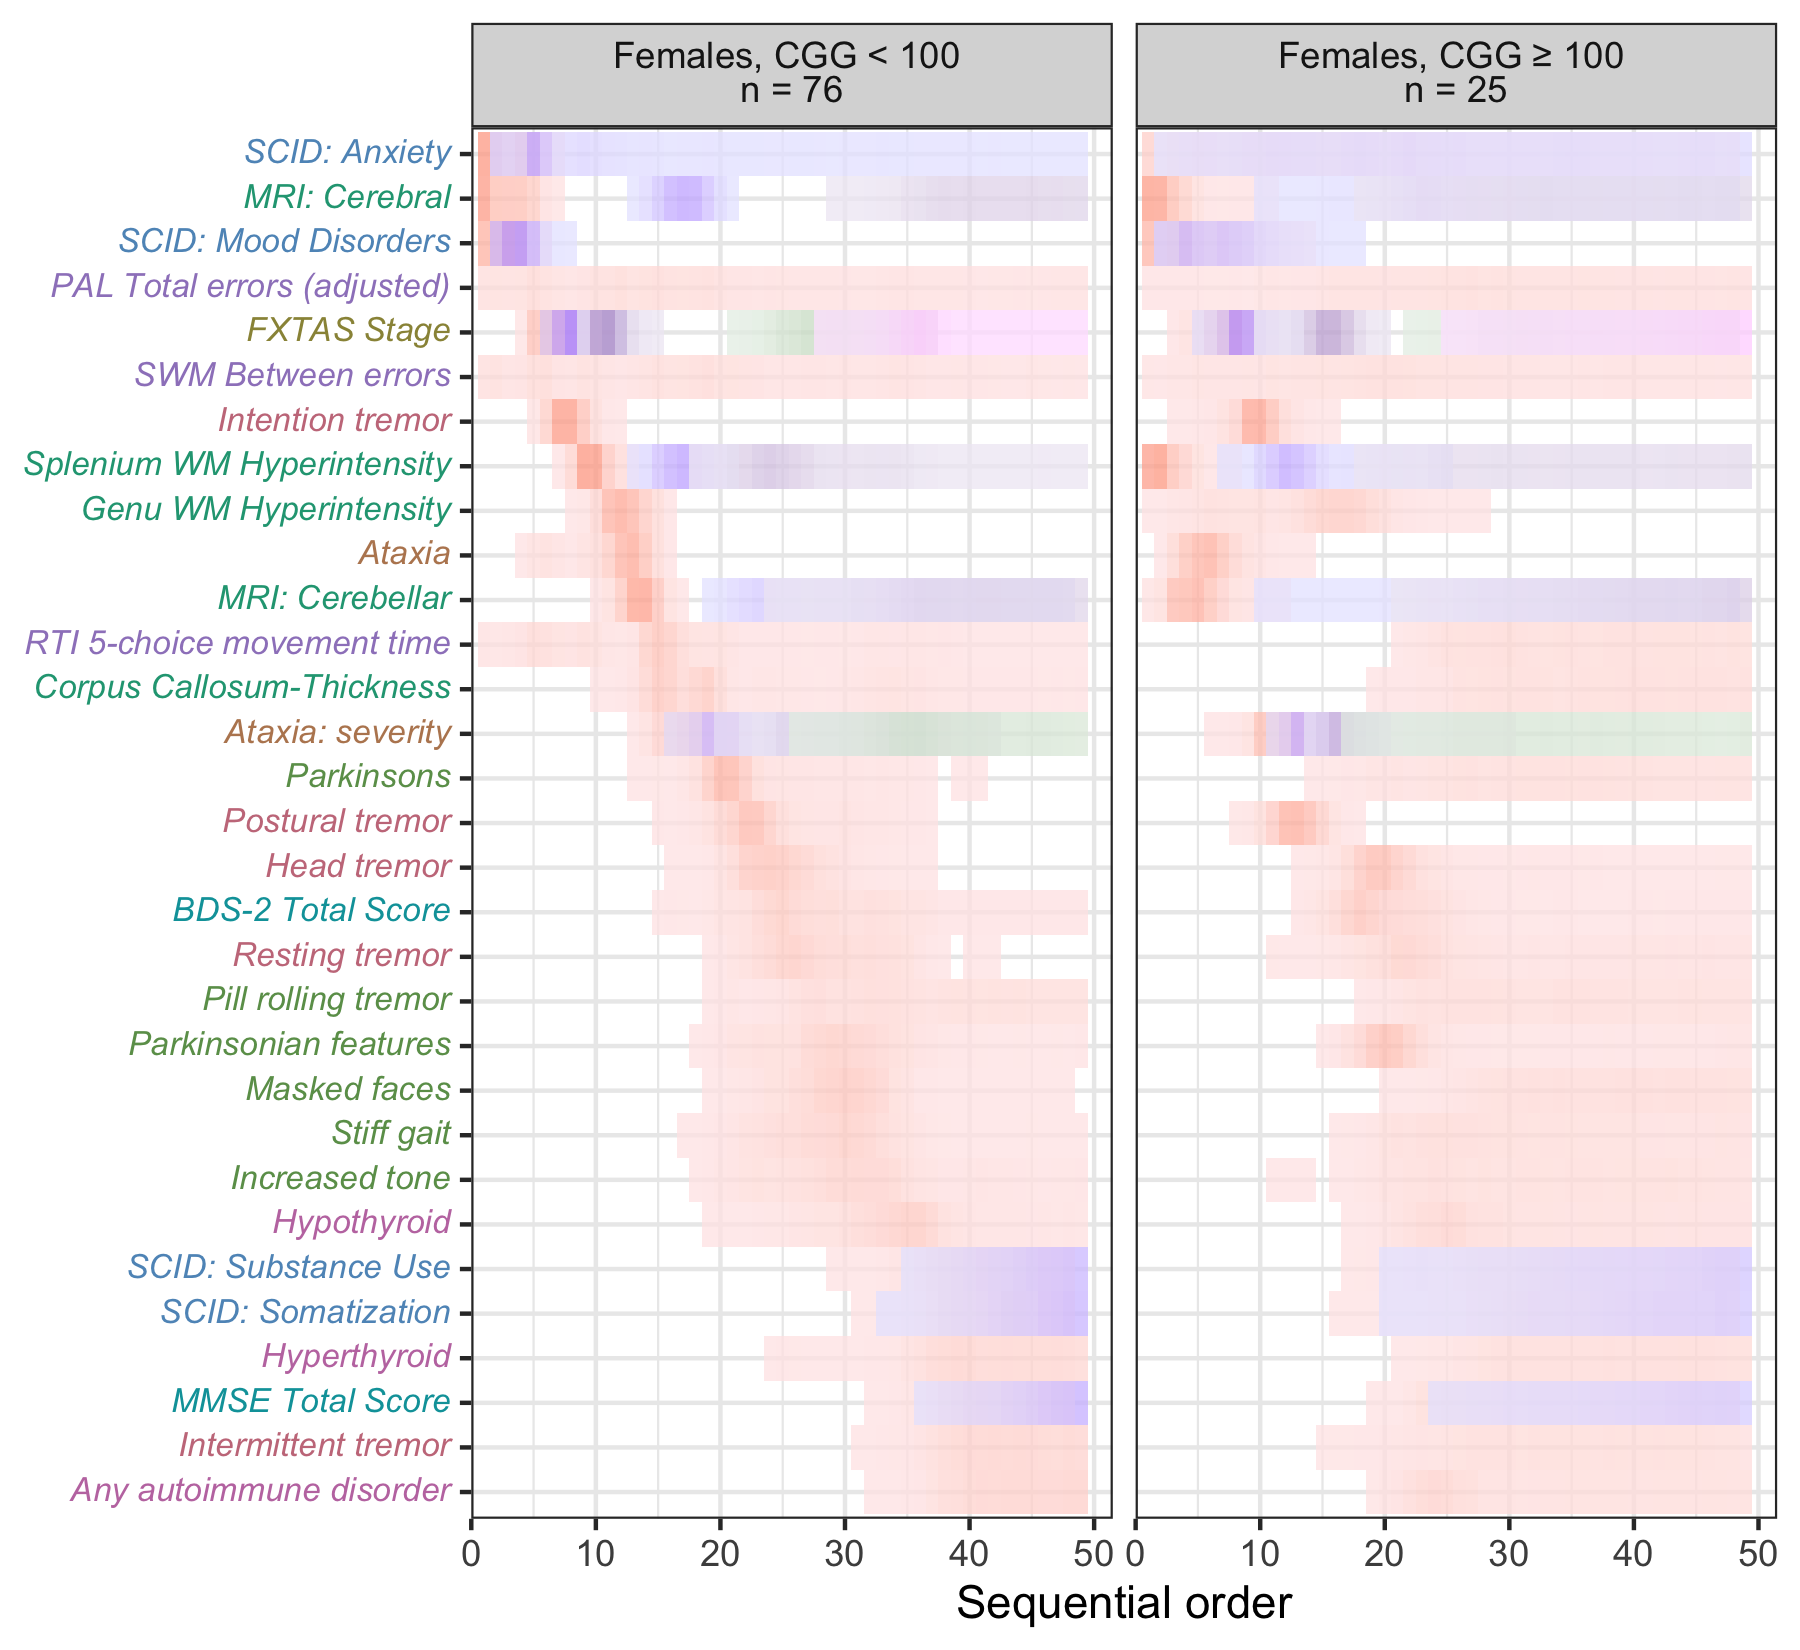 Females, CGG < 100
n = 76
Females, CGG ≥ 100
n = 25
SCID: Anxiety
MRI: Cerebral
SCID: Mood Disorders
PAL Total errors (adjusted)
FXTAS Stage
SWM Between errors
Intention tremor
Splenium WM Hyperintensity
Genu WM Hyperintensity
Ataxia
MRI: Cerebellar
RTI 5-choice movement time
Corpus Callosum-Thickness
Ataxia: severity
Parkinsons
Postural tremor
Head tremor
BDS-2 Total Score
Resting tremor
Pill rolling tremor
Parkinsonian features
Masked faces
Stiff gait
Increased tone
Hypothyroid
SCID: Substance Use
SCID: Somatization
Hyperthyroid
MMSE Total Score
Intermittent tremor
Any autoimmune disorder
0 10 20 30 40 50 0 10 20 30 40 50
Sequential order